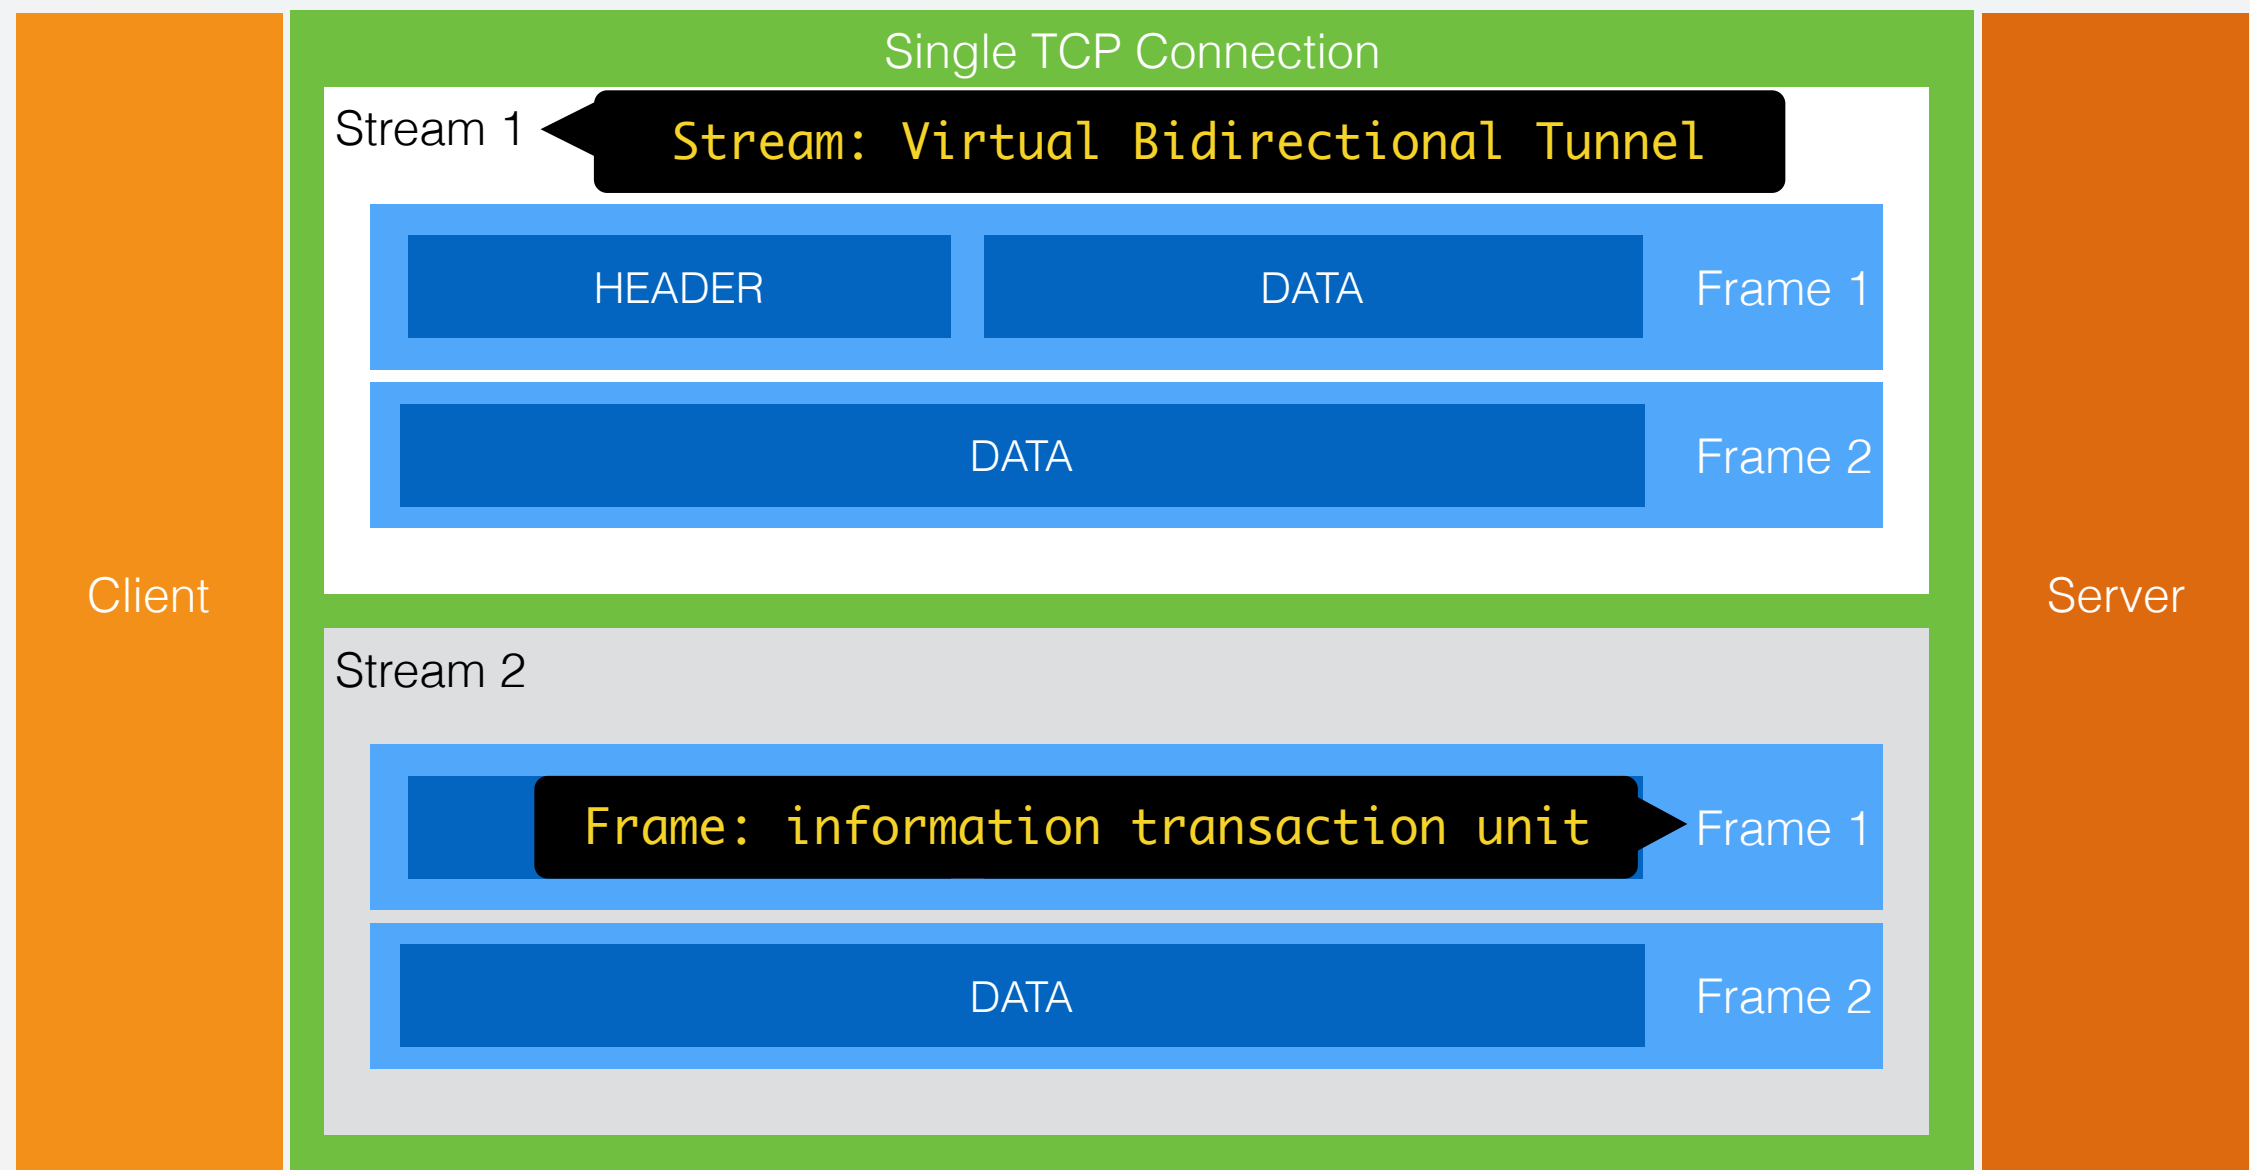 Single TCP Connection
Stream 1
Stream: Virtual Bidirectional Tunnel
HEADER
DATA
Frame 1
DATA
Frame 2
Client
Server
Stream 2
Frame: information transaction unit
Frame 1
DATA
Frame 2